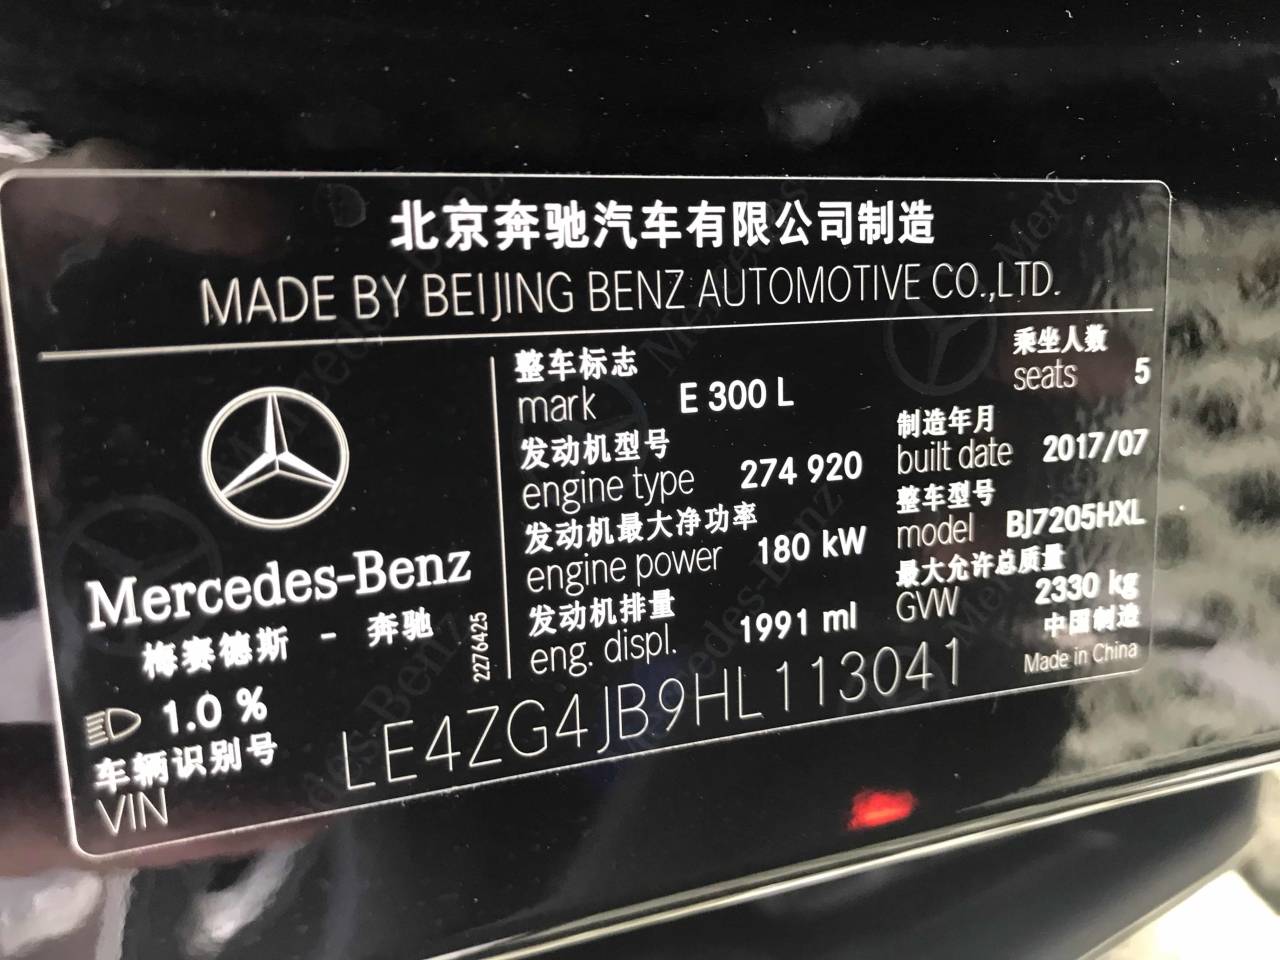 北京奔驰汽车有限公司制造
MADE BY BEIJING BENZ AUTOMOTIVE CO.,LTD.
Mercedes-Benz
梅赛德斯 - 奔驰
2276425
1.0 %
整车标志
mark E 300 L
乘坐人数
seats 5
发动机型号
engine type 274 920
制造年月
built date 2017/07
发动机最大净功率
engine power 180 kW
整车型号
model BJ7205HXL
发动机排量
eng. displ. 1991 ml
最大允许总质量
GVW 2330 kg
中国制造
Made in China
车辆识别号
VIN LE4ZG4JB9HL113041